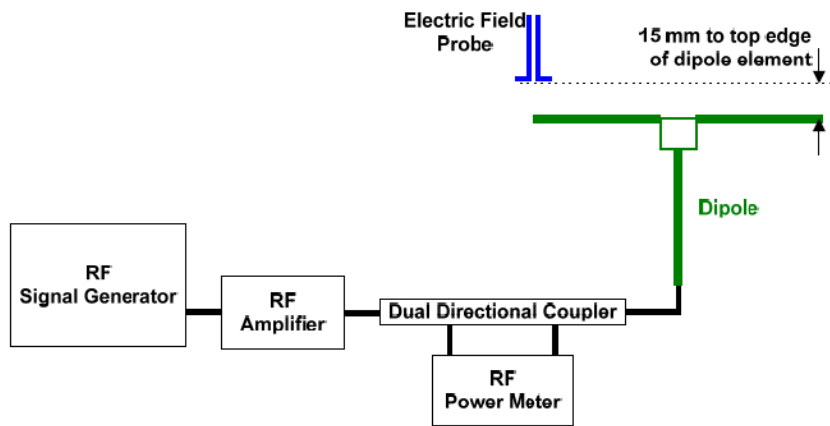 Electric Field
Probe
15 mm to top edge
of dipole element
Dipole
RF
Signal Generator
RF
Amplifier
Dual Directional Coupler
RF
Power Meter